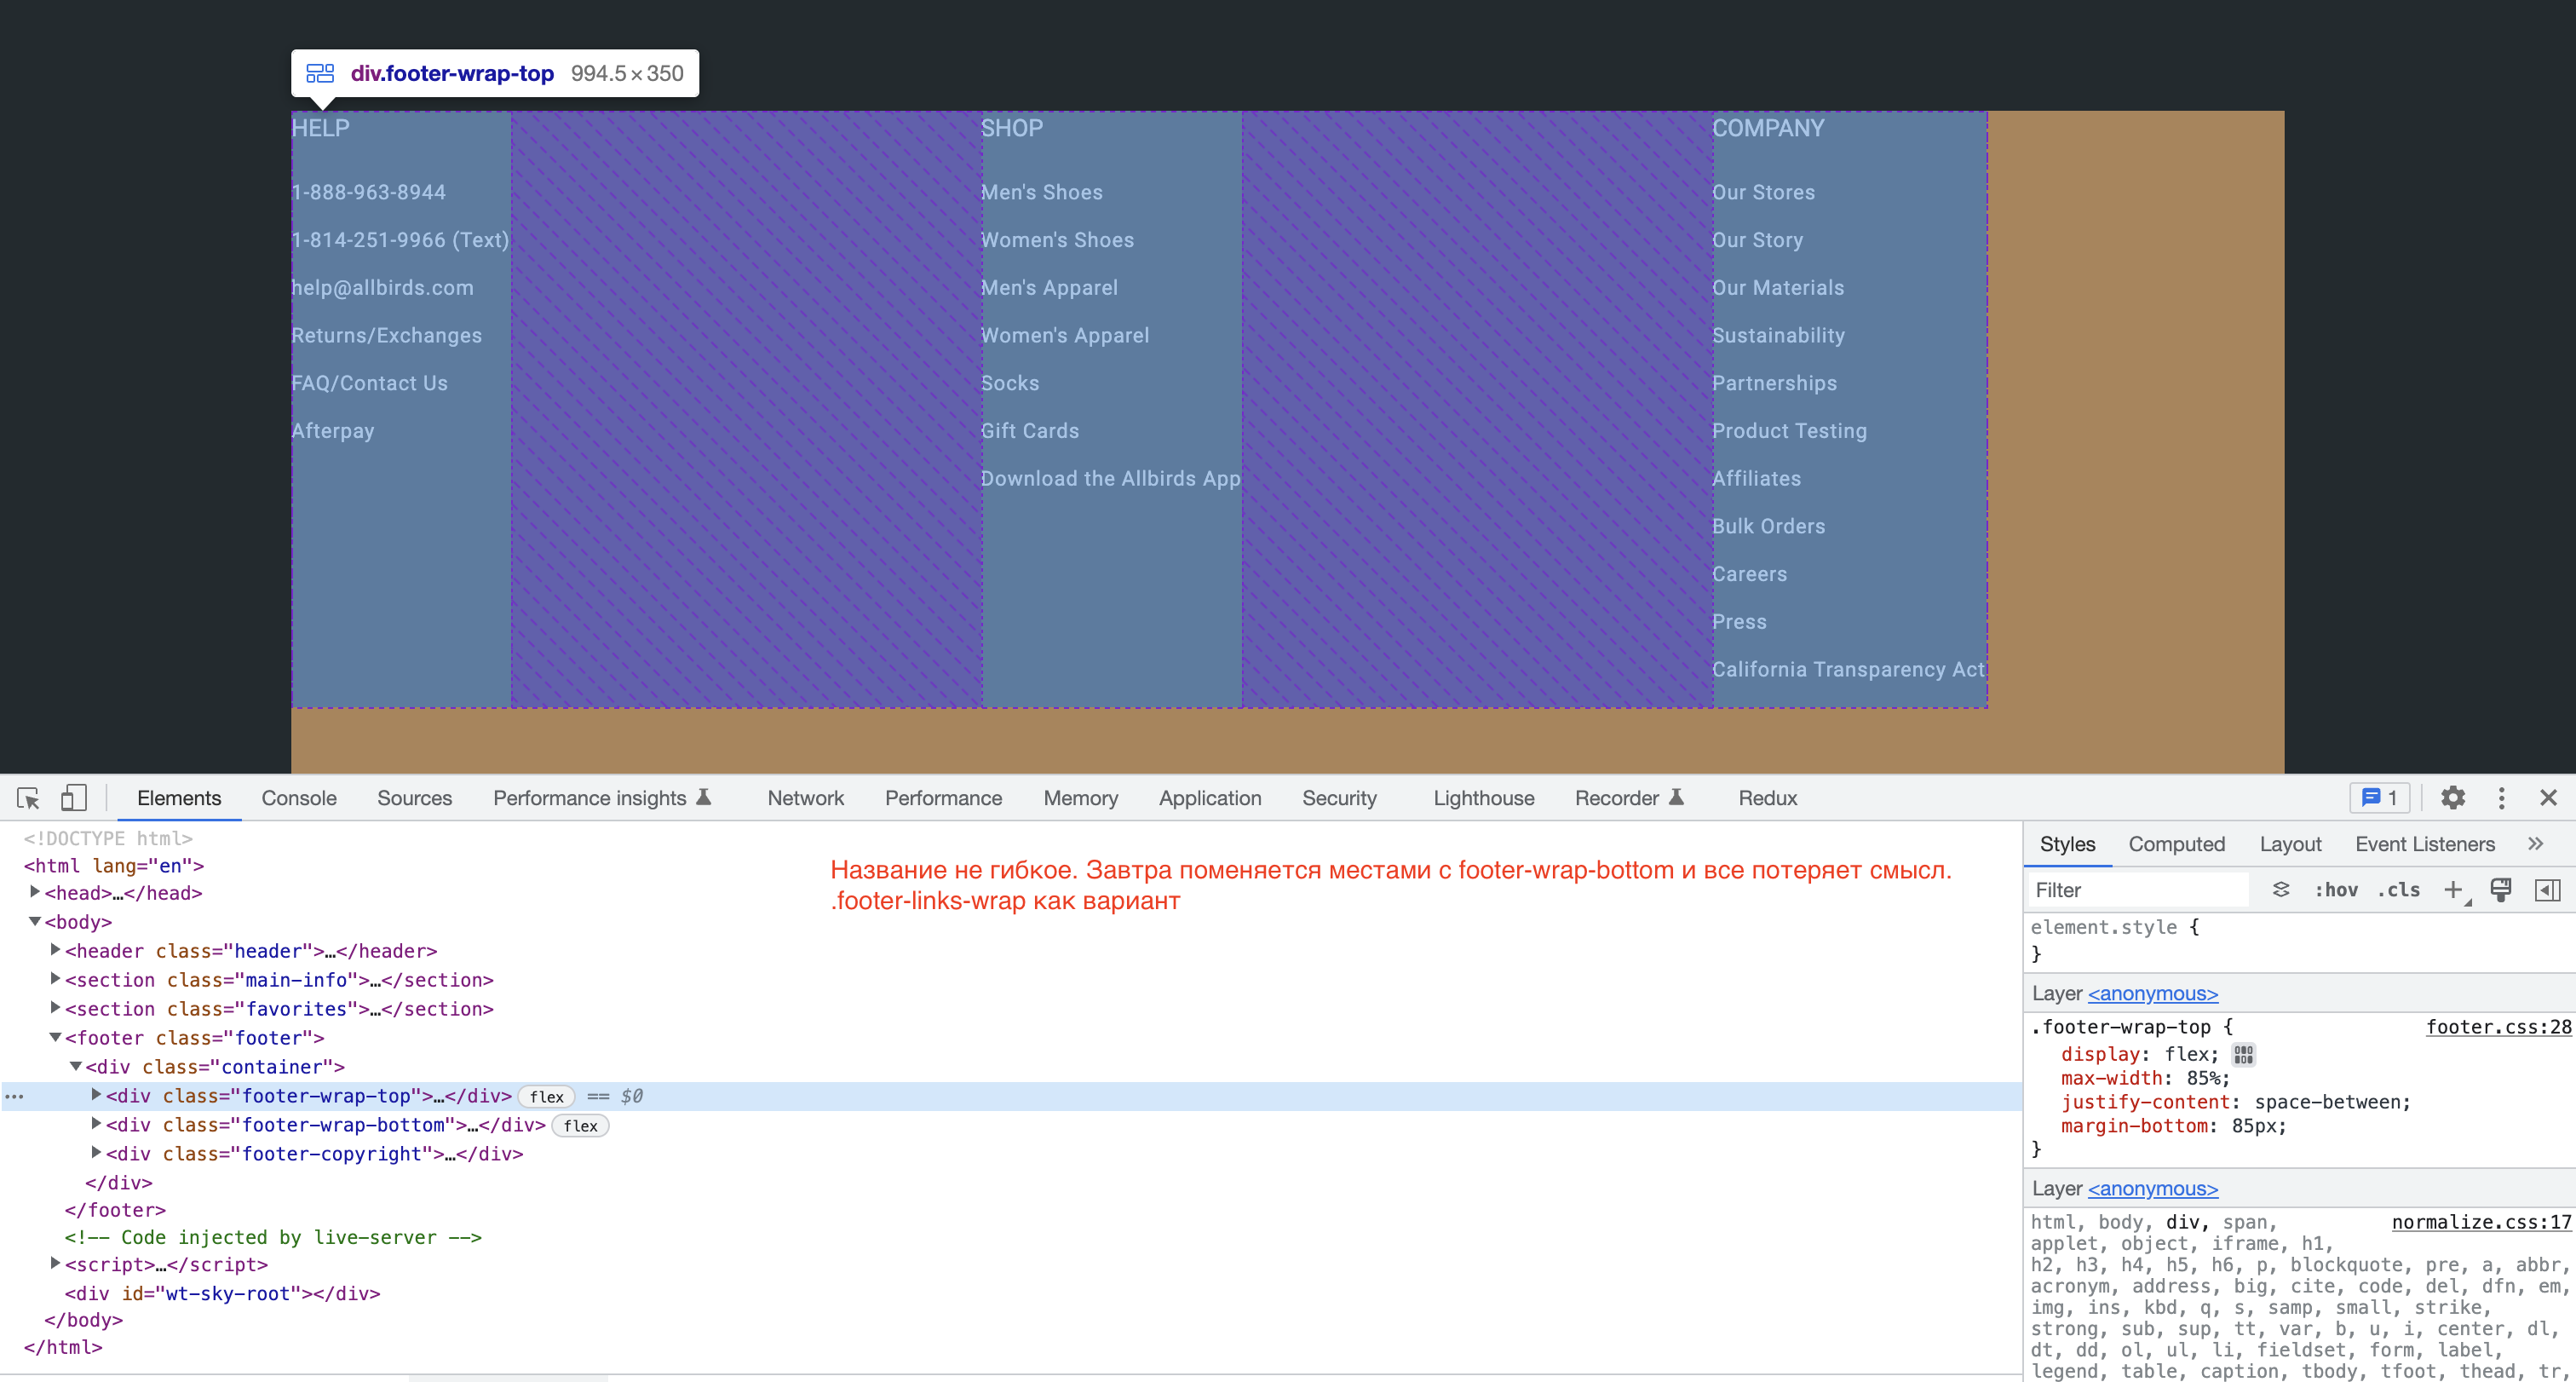 div.footer-wrap-top 994.5×350
HELP
1-888-963-8944
1-814-251-9966 (Text)
help@allbirds.com
Returns/Exchanges
FAQ/Contact Us
Afterpay
SHOP
Men's Shoes
Women's Shoes
Men's Apparel
Women's Apparel
Socks
Gift Cards
Download the Allbirds App
COMPANY
Our Stores
Our Story
Our Materials
Sustainability
Partnerships
Product Testing
Affiliates
Bulk Orders
Careers
Press
California Transparency Act
Elements Console Sources Performance insights Network Performance Memory Application Security Lighthouse Recorder Redux 1
<!DOCTYPE html>
<html lang="en">
<head>…</head>
<body>
<header class="header">…</header>
<section class="main-info">…</section>
<section class="favorites">…</section>
<footer class="footer">
<div class="container">
<div class="footer-wrap-top">…</div> flex == $0
<div class="footer-wrap-bottom">…</div> flex
<div class="footer-copyright">…</div>
</div>
</footer>
<!-- Code injected by live-server -->
<script>…</script>
<div id="wt-sky-root"></div>
</body>
</html>
Название не гибкое. Завтра поменяется местами с footer-wrap-bottom и все потеряет смысл.
.footer-links-wrap как вариант
Styles Computed Layout Event Listeners »
Filter :hov .cls +
element.style {
}
Layer <anonymous>
.footer-wrap-top { footer.css:28
display: flex;
max-width: 85%;
justify-content: space-between;
margin-bottom: 85px;
}
Layer <anonymous>
html, body, div, span, normalize.css:17
applet, object, iframe, h1,
h2, h3, h4, h5, h6, p, blockquote, pre, a, abbr,
acronym, address, big, cite, code, del, dfn, em,
img, ins, kbd, q, s, samp, small, strike,
strong, sub, sup, tt, var, b, u, i, center, dl,
dt, dd, ol, ul, li, fieldset, form, label,
legend, table, caption, tbody, tfoot, thead, tr,